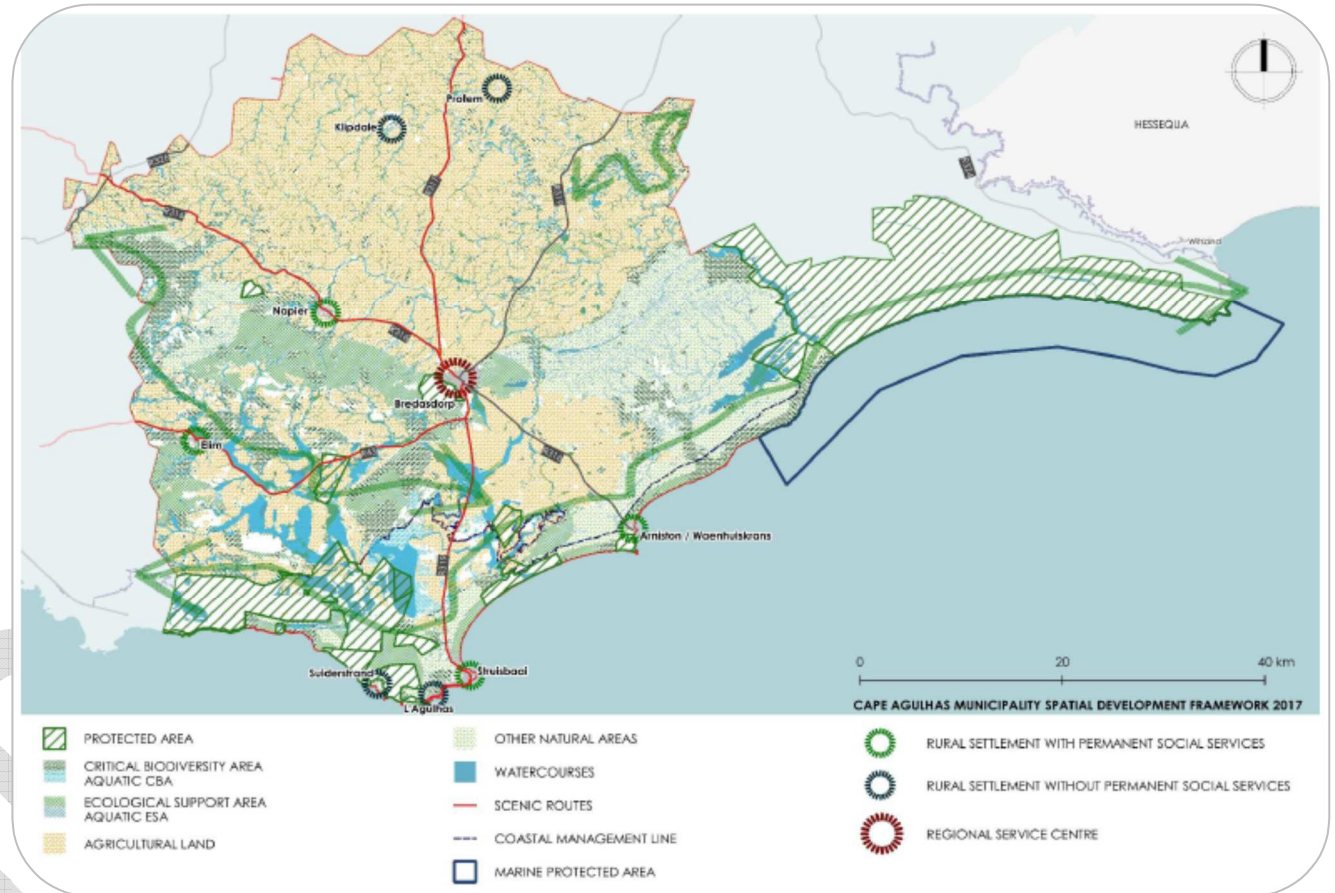 HESSEQUA
Protem
Klipdale
Witsand
Napier
Bredasdorp
Elim
Arniston / Waenhuiskrans
Suiderstrand
Struisbaai
L'Agulhas
0 20 40 km
CAPE AGULHAS MUNICIPALITY SPATIAL DEVELOPMENT FRAMEWORK 2017
PROTECTED AREA
CRITICAL BIODIVERSITY AREA
AQUATIC CBA
ECOLOGICAL SUPPORT AREA
AQUATIC ESA
AGRICULTURAL LAND
OTHER NATURAL AREAS
WATERCOURSES
SCENIC ROUTES
COASTAL MANAGEMENT LINE
MARINE PROTECTED AREA
RURAL SETTLEMENT WITH PERMANENT SOCIAL SERVICES
RURAL SETTLEMENT WITHOUT PERMANENT SOCIAL SERVICES
REGIONAL SERVICE CENTRE